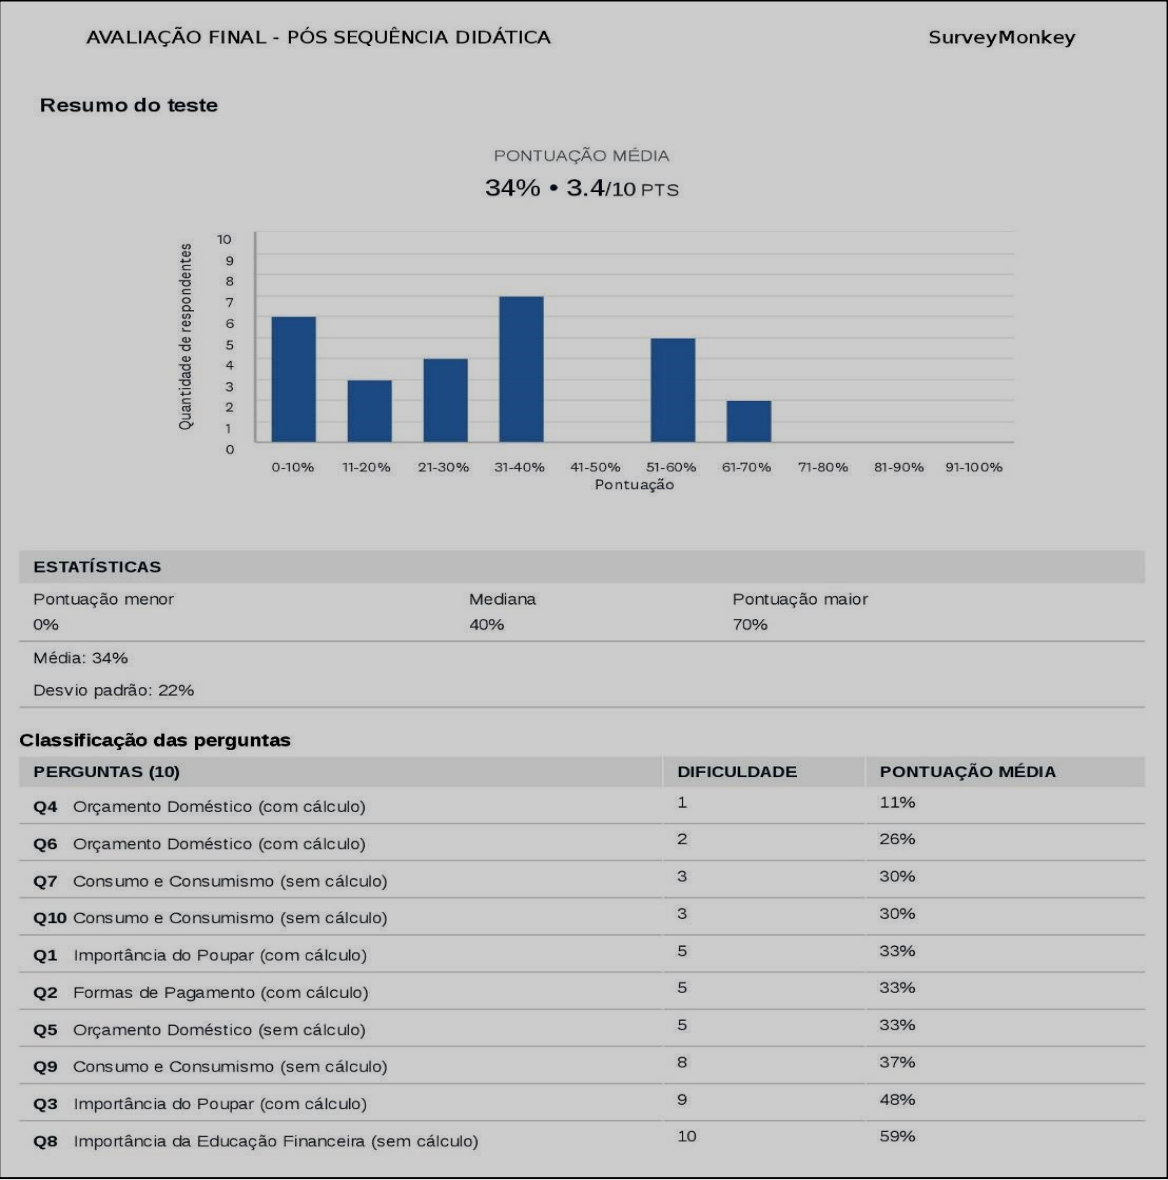 AVALIAÇÃO FINAL - PÓS SEQUÊNCIA DIDÁTICA SurveyMonkey
Resumo do teste
PONTUAÇÃO MÉDIA
34% • 3.4/10 PTS
Quantidade de respondentes
10
9
8
7
6
5
4
3
2
1
0
0-10% 11-20% 21-30% 31-40% 41-50% 51-60% 61-70% 71-80% 81-90% 91-100%
Pontuação
ESTATÍSTICAS
Pontuação menor Mediana Pontuação maior
0% 40% 70%
Média: 34%
Desvio padrão: 22%
Classificação das perguntas
PERGUNTAS (10) DIFICULDADE PONTUAÇÃO MÉDIA
Q4 Orçamento Doméstico (com cálculo) 1 11%
Q6 Orçamento Doméstico (com cálculo) 2 26%
Q7 Consumo e Consumismo (sem cálculo) 3 30%
Q10 Consumo e Consumismo (sem cálculo) 3 30%
Q1 Importância do Poupar (com cálculo) 5 33%
Q2 Formas de Pagamento (com cálculo) 5 33%
Q5 Orçamento Doméstico (sem cálculo) 5 33%
Q9 Consumo e Consumismo (sem cálculo) 8 37%
Q3 Importância do Poupar (com cálculo) 9 48%
Q8 Importância da Educação Financeira (sem cálculo) 10 59%